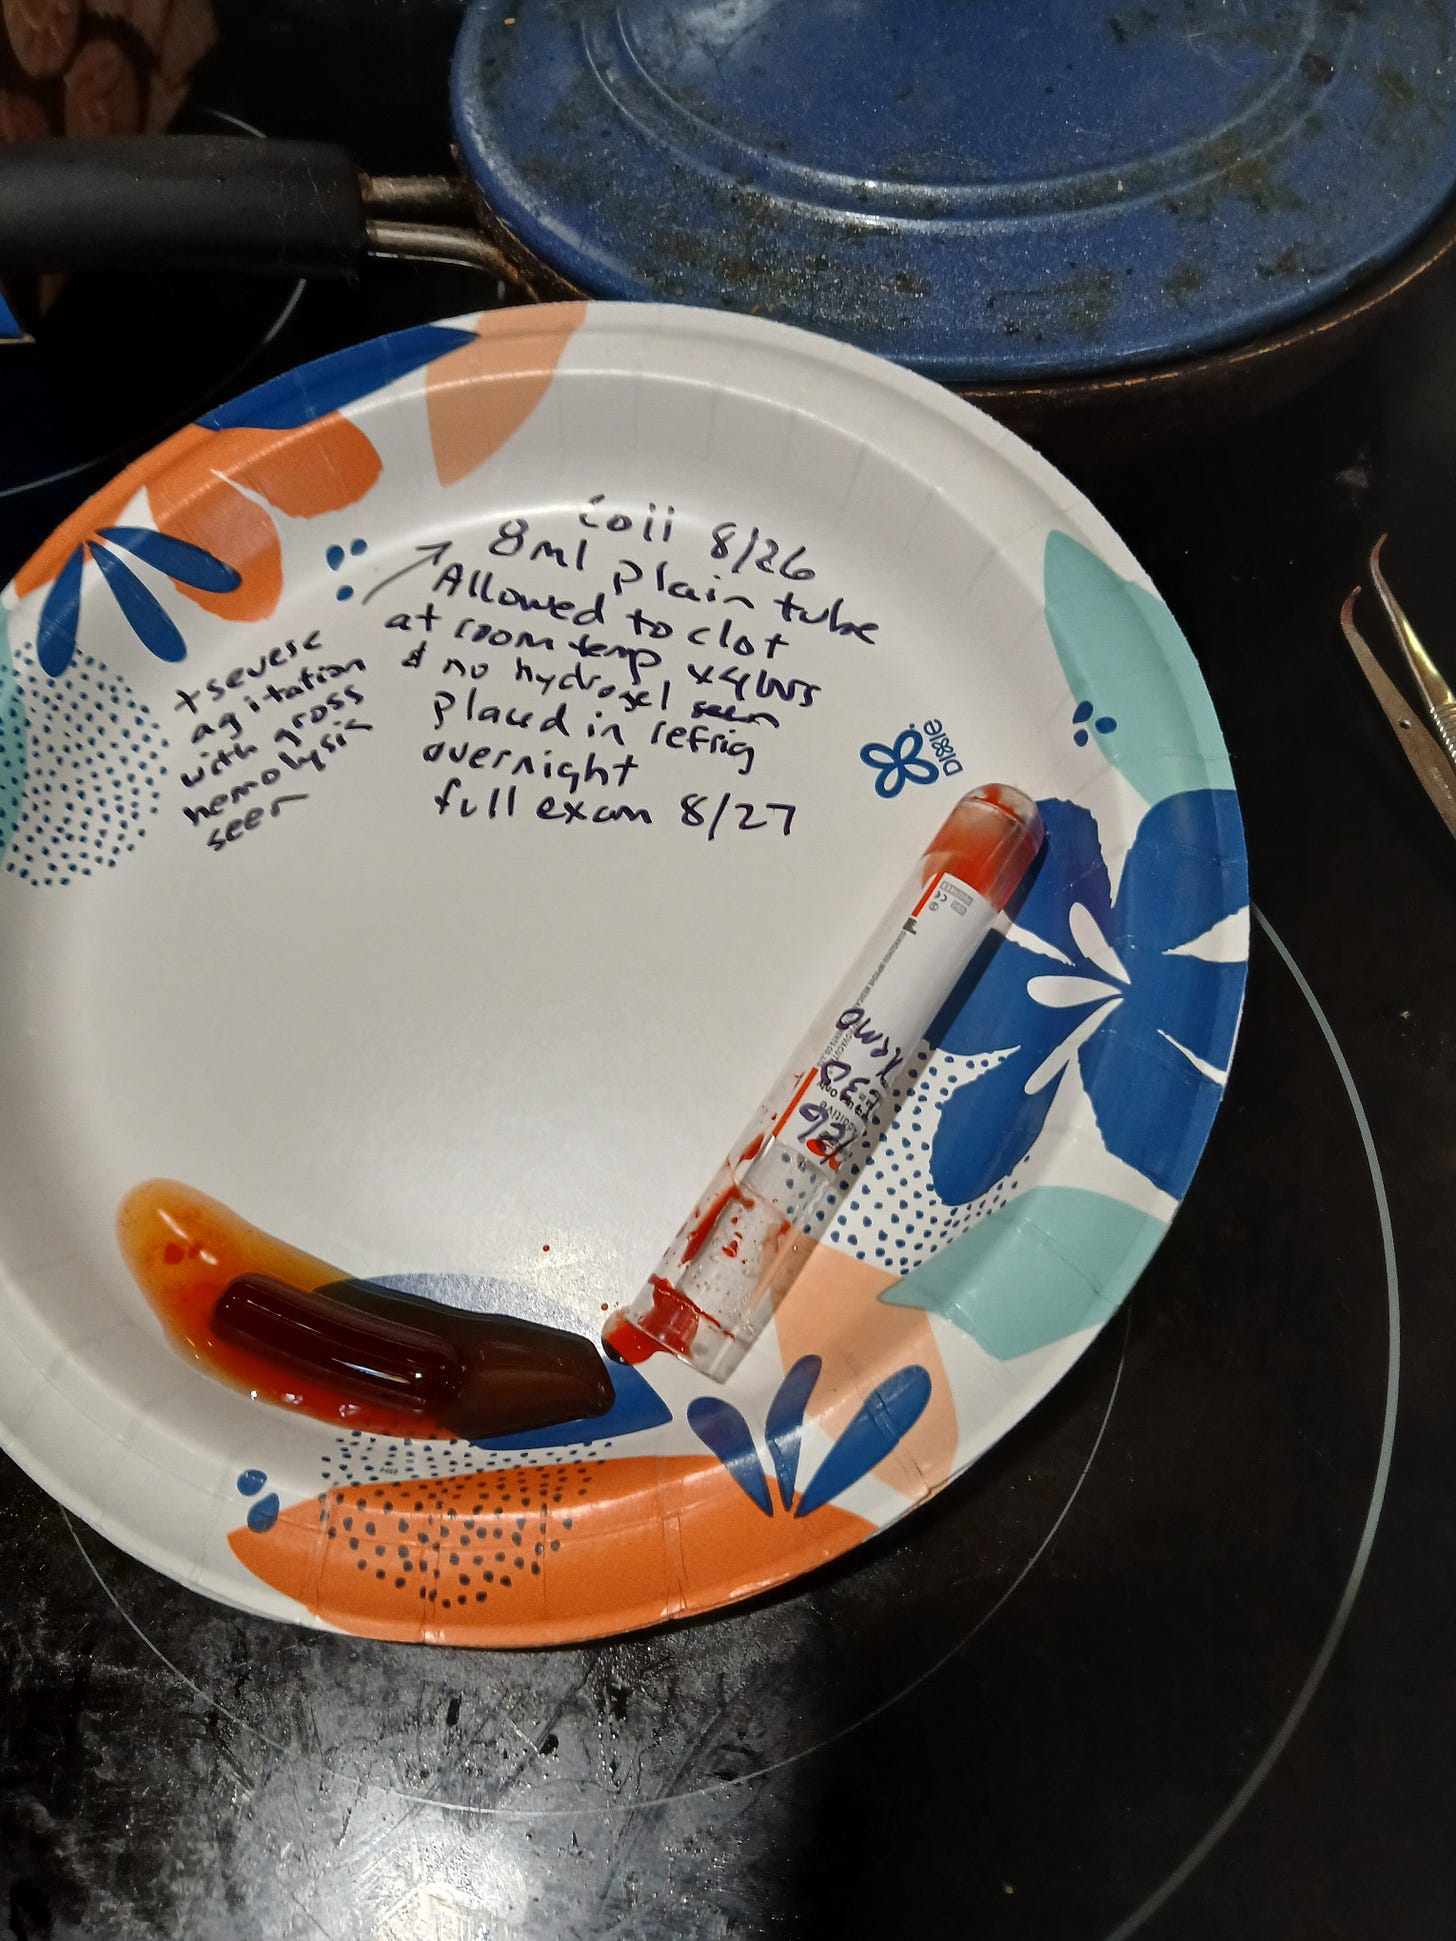 Coll 8/26
8ml plain tube
Allowed to clot
at room temp x4hrs
& no hydrogel seen
placed in refrig
overnight
full exam 8/27
+severe
agitation
with gross
hemolysis
seen
Dixie